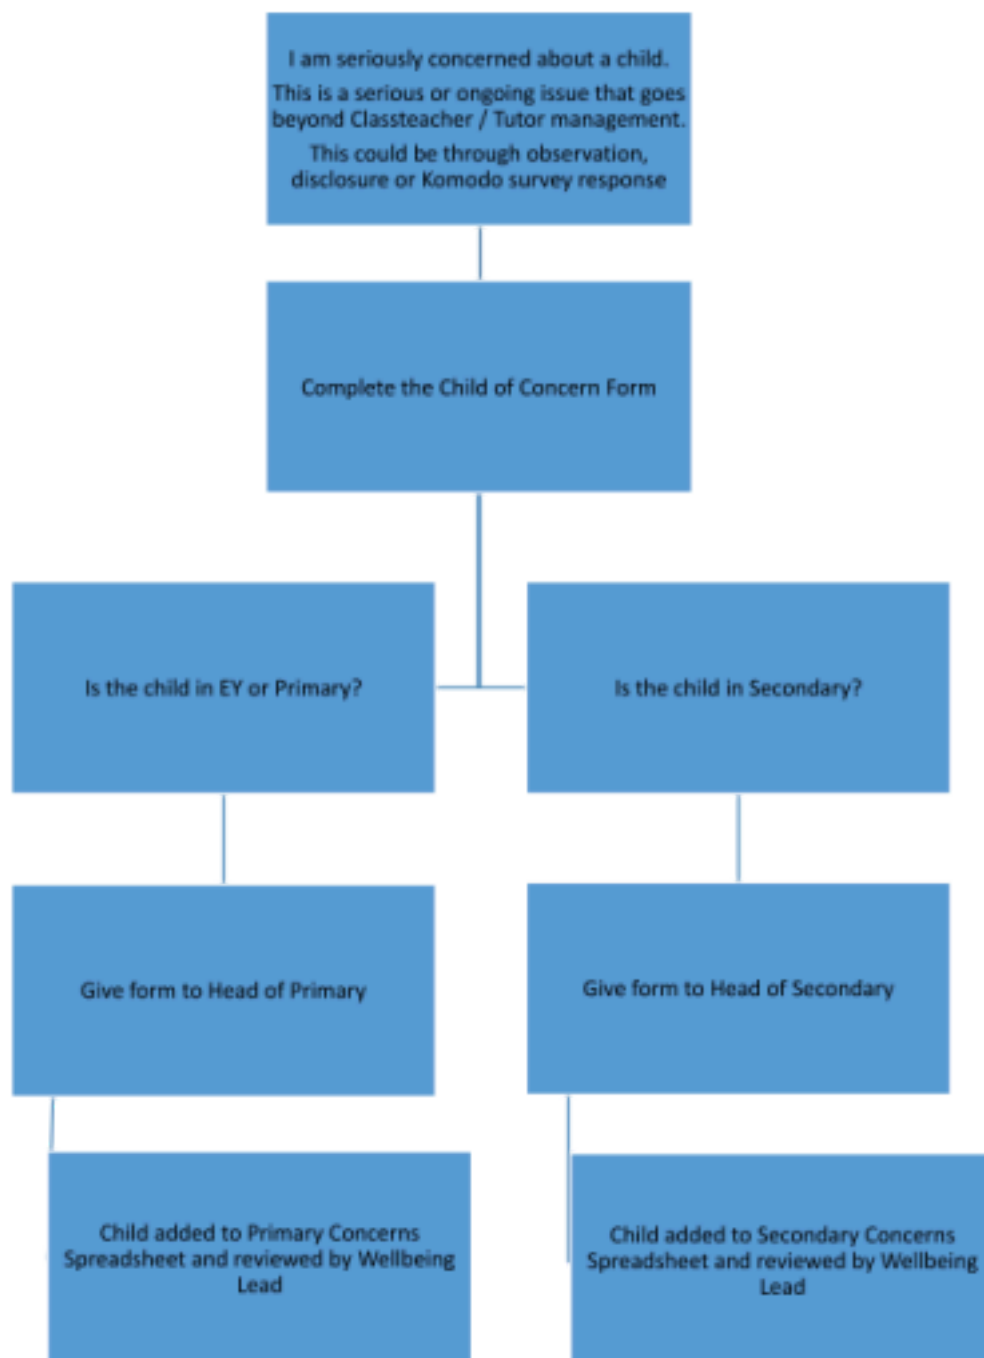 I am seriously concerned about a child.
This is a serious or ongoing issue that goes
beyond Classteacher / Tutor management.
This could be through observation,
disclosure or Komodo survey response
Complete the Child of Concern Form
Is the child in EY or Primary?
Is the child in Secondary?
Give form to Head of Primary
Give form to Head of Secondary
Child added to Primary Concerns
Spreadsheet and reviewed by Wellbeing
Lead
Child added to Secondary Concerns
Spreadsheet and reviewed by Wellbeing
Lead